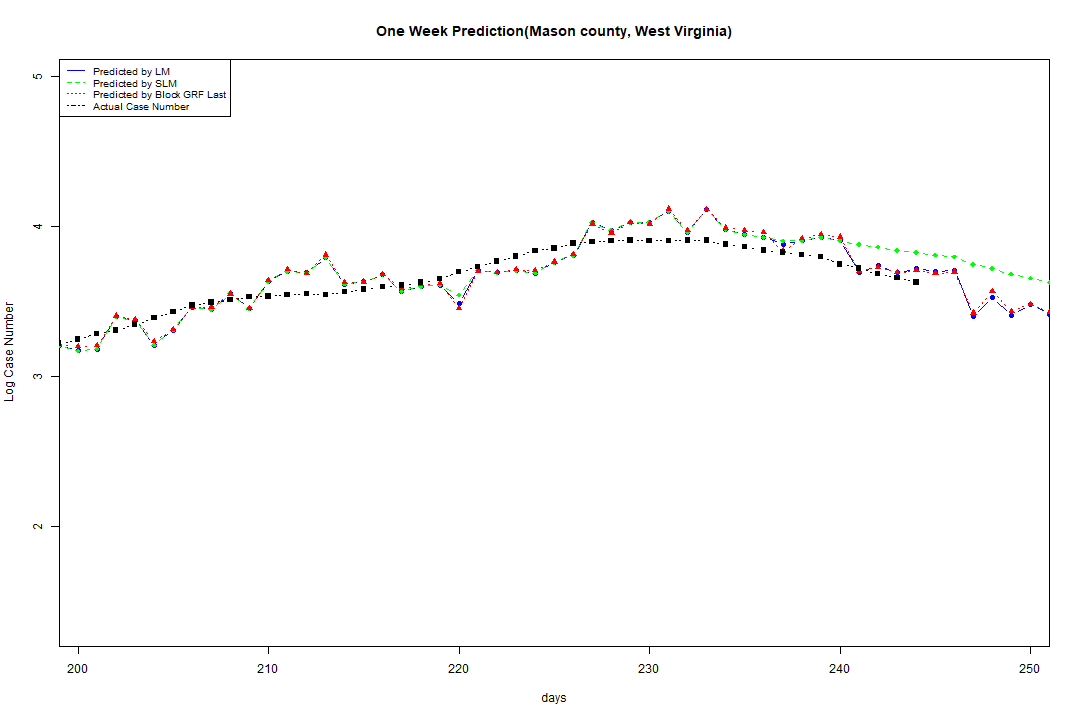 One Week Prediction(Mason county, West Virginia)
Predicted by LM
Predicted by SLM
Predicted by Block GRF Last
Actual Case Number
5
4
3
2
Log Case Number
200 210 220 230 240 250
days